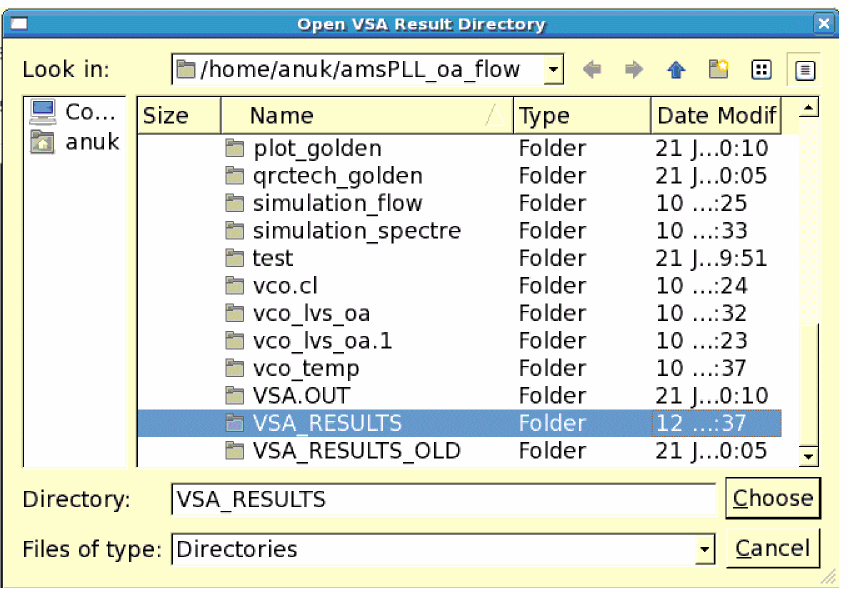 Open VSA Result Directory
Look in: /home/anuk/amsPLL_oa_flow
Co...
anuk
Size Name Type Date Modif
plot_golden Folder 21 J...0:10
qrctech_golden Folder 21 J...0:05
simulation_flow Folder 10 ...:25
simulation_spectre Folder 10 ...:33
test Folder 21 J...9:51
vco.cl Folder 10 ...:24
vco_lvs_oa Folder 10 ...:32
vco_lvs_oa.1 Folder 10 ...:23
vco_temp Folder 10 ...:37
VSA.OUT Folder 21 J...0:10
VSA_RESULTS Folder 12 ...:37
VSA_RESULTS_OLD Folder 21 J...0:05
Directory: VSA_RESULTS Choose
Files of type: Directories Cancel